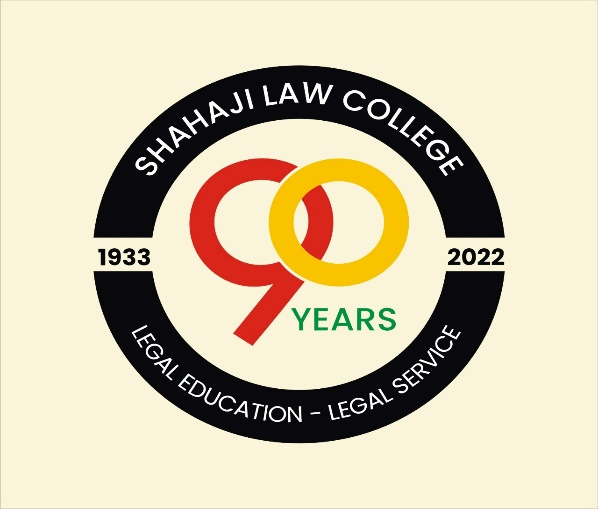 SHAHAJI LAW COLLEGE
90
1933
2022
YEARS
LEGAL EDUCATION - LEGAL SERVICE